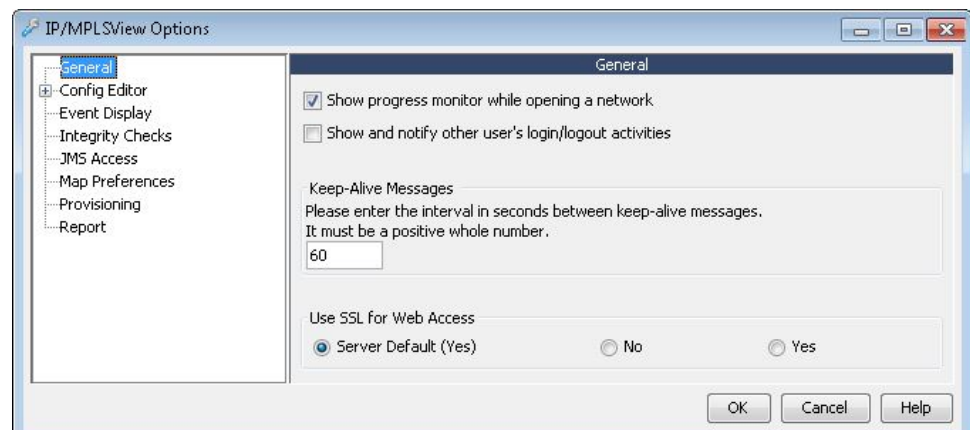 IP/MPLSView Options
General
Config Editor
Event Display
Integrity Checks
JMS Access
Map Preferences
Provisioning
Report
General
Show progress monitor while opening a network
Show and notify other user's login/logout activities
Keep-Alive Messages
Please enter the interval in seconds between keep-alive messages.
It must be a positive whole number.
60
Use SSL for Web Access
Server Default (Yes) No Yes
OK Cancel Help